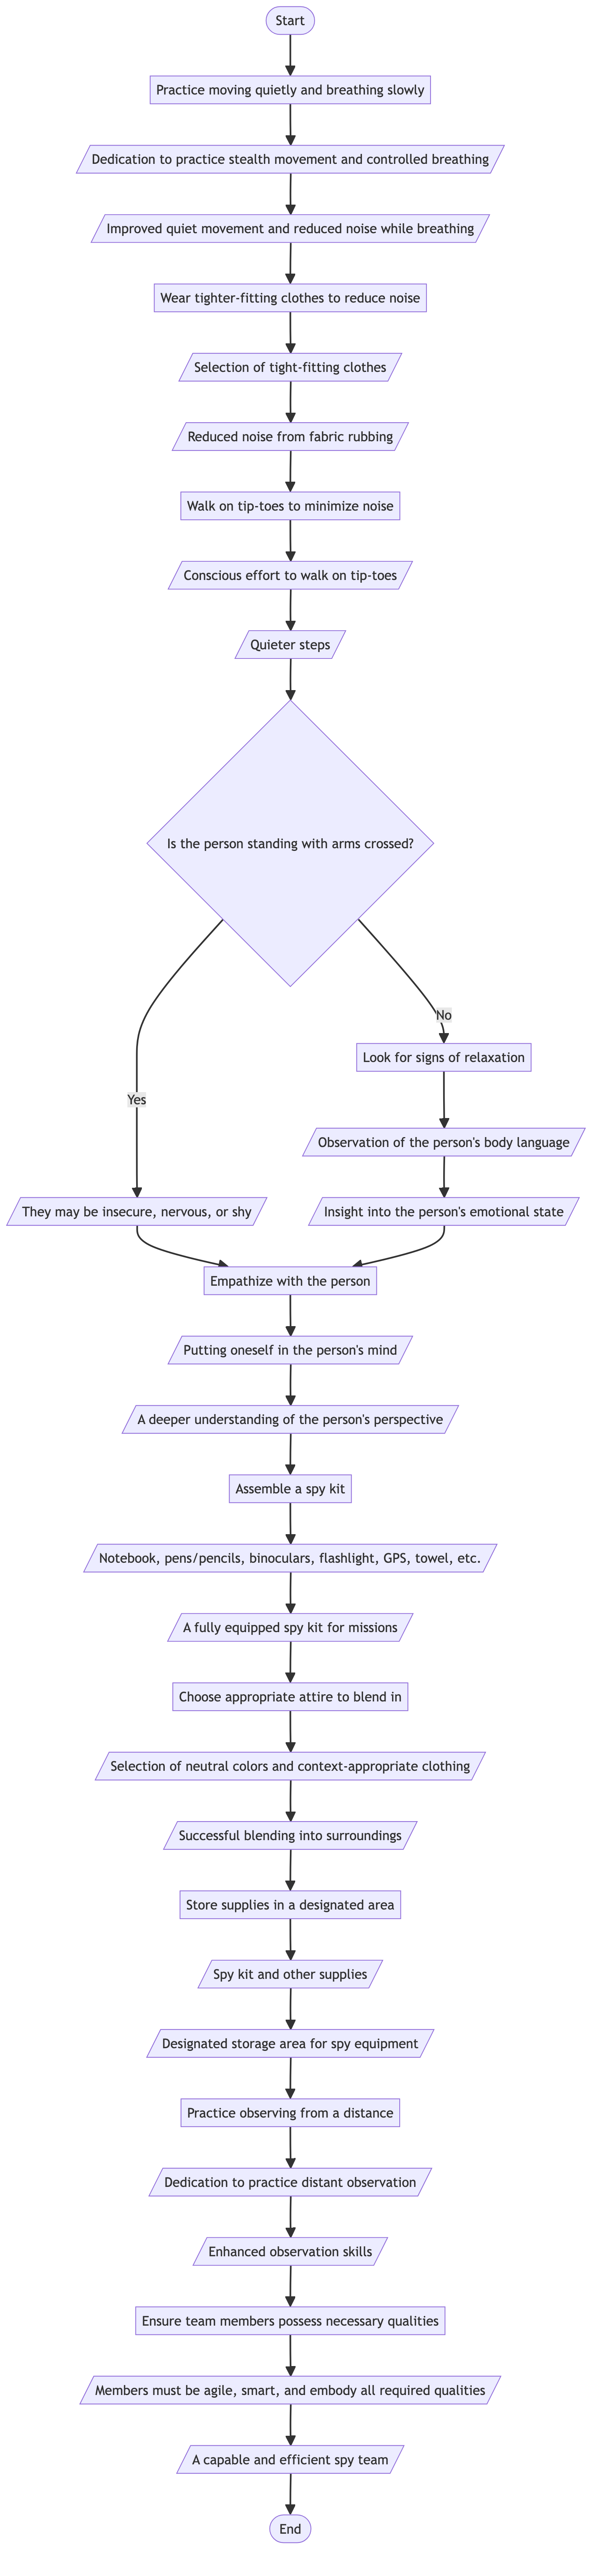 Start
Practice moving quietly and breathing slowly
Dedication to practice stealth movement and controlled breathing
Improved quiet movement and reduced noise while breathing
Wear tighter-fitting clothes to reduce noise
Selection of tight-fitting clothes
Reduced noise from fabric rubbing
Walk on tip-toes to minimize noise
Conscious effort to walk on tip-toes
Quieter steps
Is the person standing with arms crossed?
No
Look for signs of relaxation
Yes
Observation of the person's body language
They may be insecure, nervous, or shy
Insight into the person's emotional state
Empathize with the person
Putting oneself in the person's mind
A deeper understanding of the person's perspective
Assemble a spy kit
Notebook, pens/pencils, binoculars, flashlight, GPS, towel, etc.
A fully equipped spy kit for missions
Choose appropriate attire to blend in
Selection of neutral colors and context-appropriate clothing
Successful blending into surroundings
Store supplies in a designated area
Spy kit and other supplies
Designated storage area for spy equipment
Practice observing from a distance
Dedication to practice distant observation
Enhanced observation skills
Ensure team members possess necessary qualities
Members must be agile, smart, and embody all required qualities
A capable and efficient spy team
End